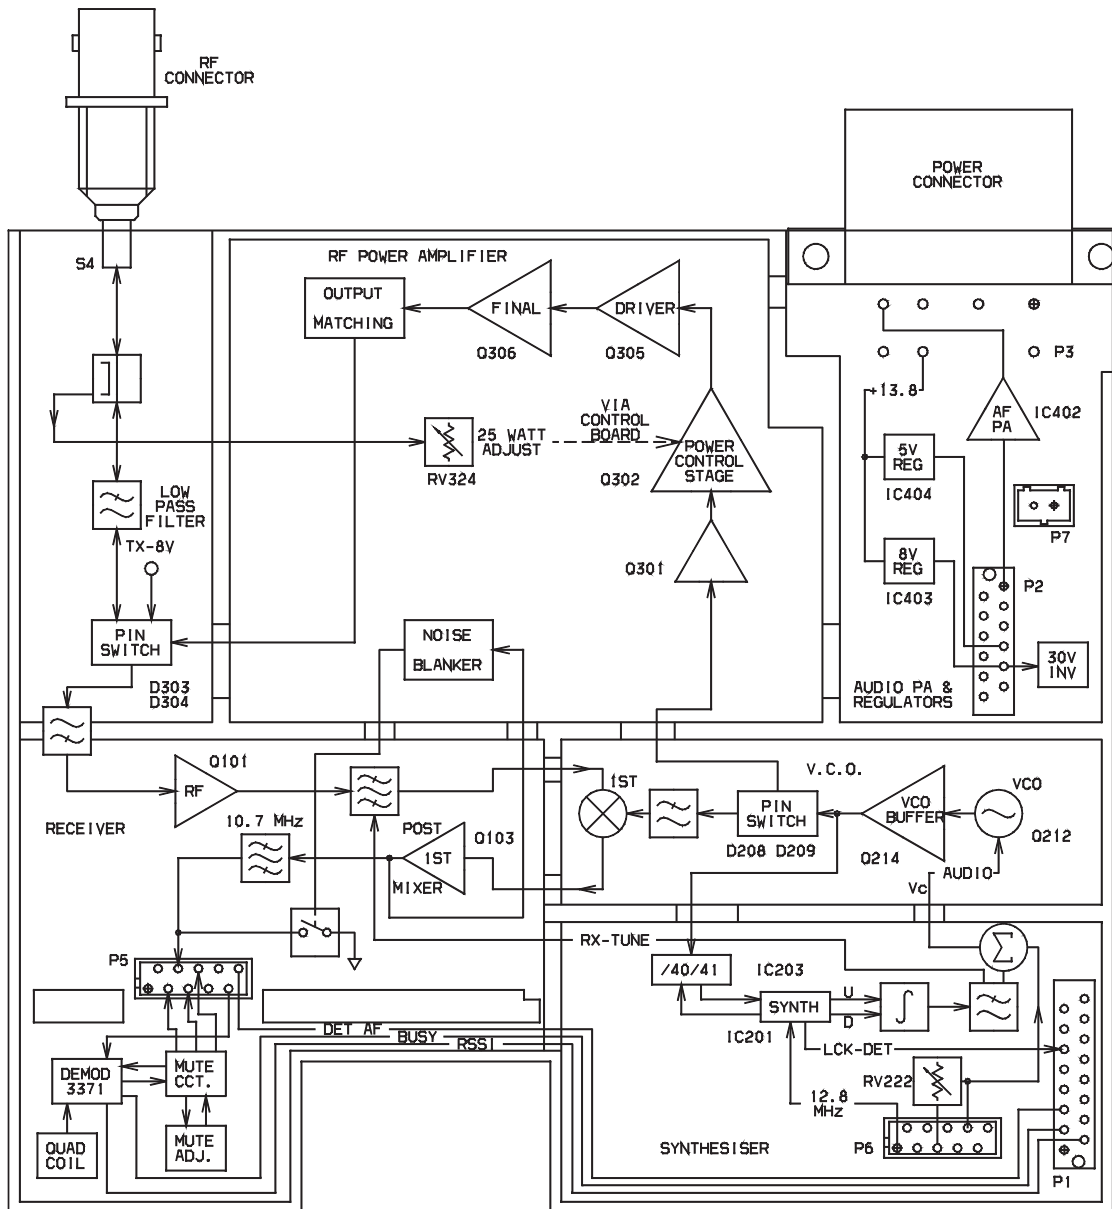 RF
CONNECTOR
POWER
CONNECTOR
S4
RF POWER AMPLIFIER
OUTPUT
MATCHING
FINAL
DRIVER
Q306
Q305
P3
+13.8
AF
PA
IC402
VIA
CONTROL
BOARD
25 WATT
ADJUST
RV324
POWER
CONTROL
STAGE
Q302
5V
REG
IC404
LOW
PASS
FILTER
TX-8V
P7
Q301
8V
REG
IC403
P2
PIN
SWITCH
NOISE
BLANKER
30V
INV
D303
D304
AUDIO PA &
REGULATORS
Q101
RF
1ST
V.C.O.
VCO
RECEIVER
10.7 MHz
POST
1ST
MIXER
Q103
PIN
SWITCH
VCO
BUFFER
D208 D209
Q214
Q212
AUDIO
Vc
RX-TUNE
Σ
P5
/40/41
IC203
SYNTH
U
D
∫
IC201
DET AF
BUSY
RSSI
LCK-DET
DEMOD
3371
MUTE
CCT.
RV222
12.8
MHz
QUAD
COIL
MUTE
ADJ.
SYNTHESISER
P6
P1